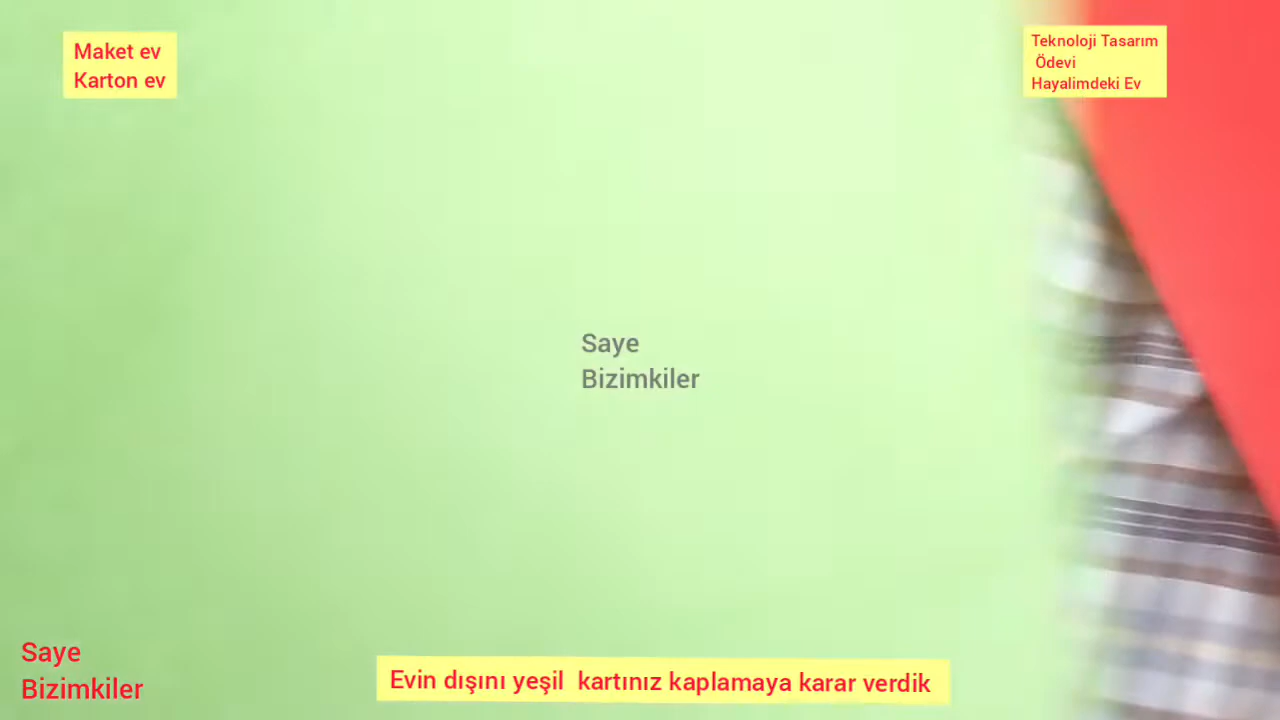 Maket ev
Karton ev
Teknoloji Tasarım
Ödevi
Hayalimdeki Ev
Saye
Bizimkiler
Saye
Bizimkiler
Evin dışını yeşil kartınız kaplamaya karar verdik